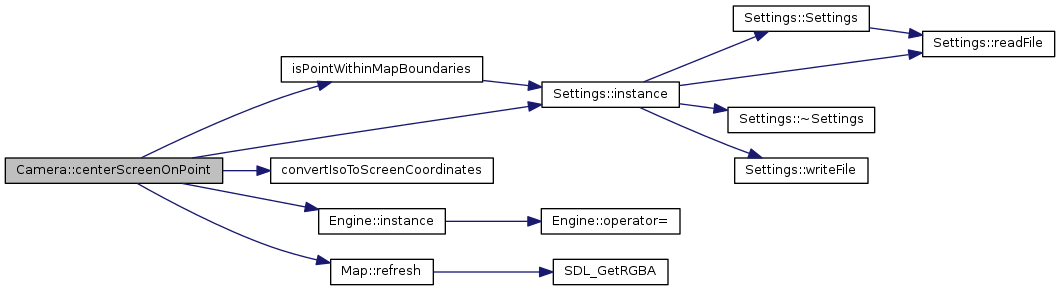 Settings::Settings
Settings::readFile
isPointWithinMapBoundaries
Settings::instance
Settings::~Settings
Camera::centerScreenOnPoint
convertIsoToScreenCoordinates
Settings::writeFile
Engine::instance
Engine::operator=
Map::refresh
SDL_GetRGBA